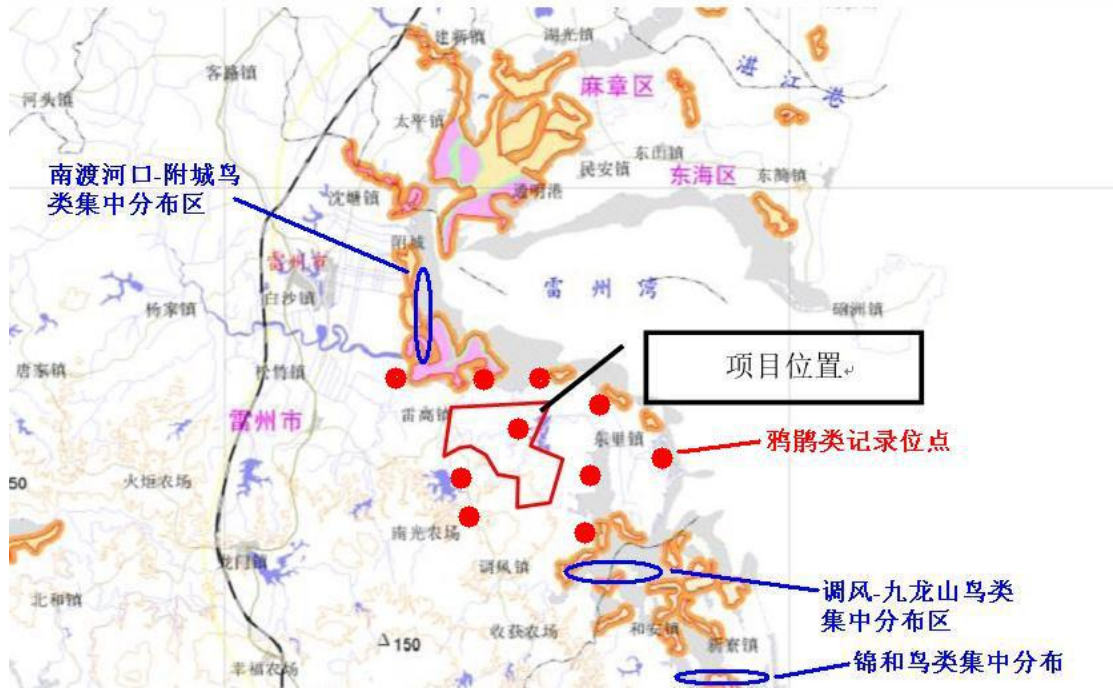 建新镇
湖光镇
客路镇
湛江港
河头镇
麻章区
太平镇
东山镇
民安镇
东海区
东简镇
南渡河口-附城鸟
类集中分布区
沈塘镇
通明港
附城
雷州市
雷州湾
白沙镇
杨家镇
硇洲镇
项目位置
唐家镇
松竹镇
雷高镇
雷州市
东里镇
鸦鹃类记录位点
50
火炬农场
南光农场
龙门镇
调风镇
调风-九龙山鸟类
集中分布区
北和镇
收获农场
和安镇
新寮镇
△150
锦和鸟类集中分布
幸福农场